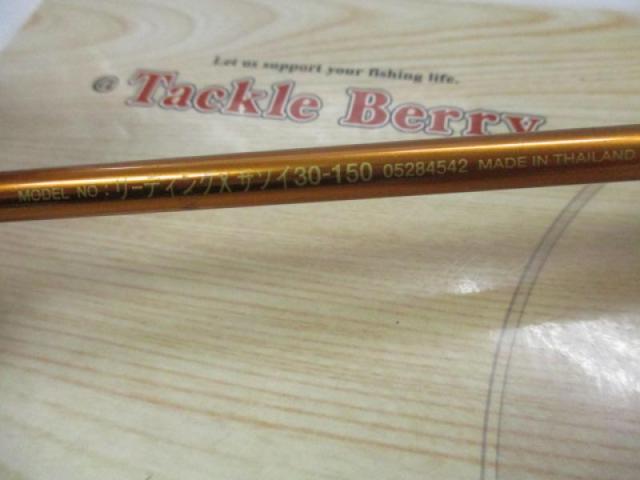 Let us support your fishing life.
@ Tackle Berry
MODEL NO : リーディングX サソイ30-150 05284542 MADE IN THAILAND